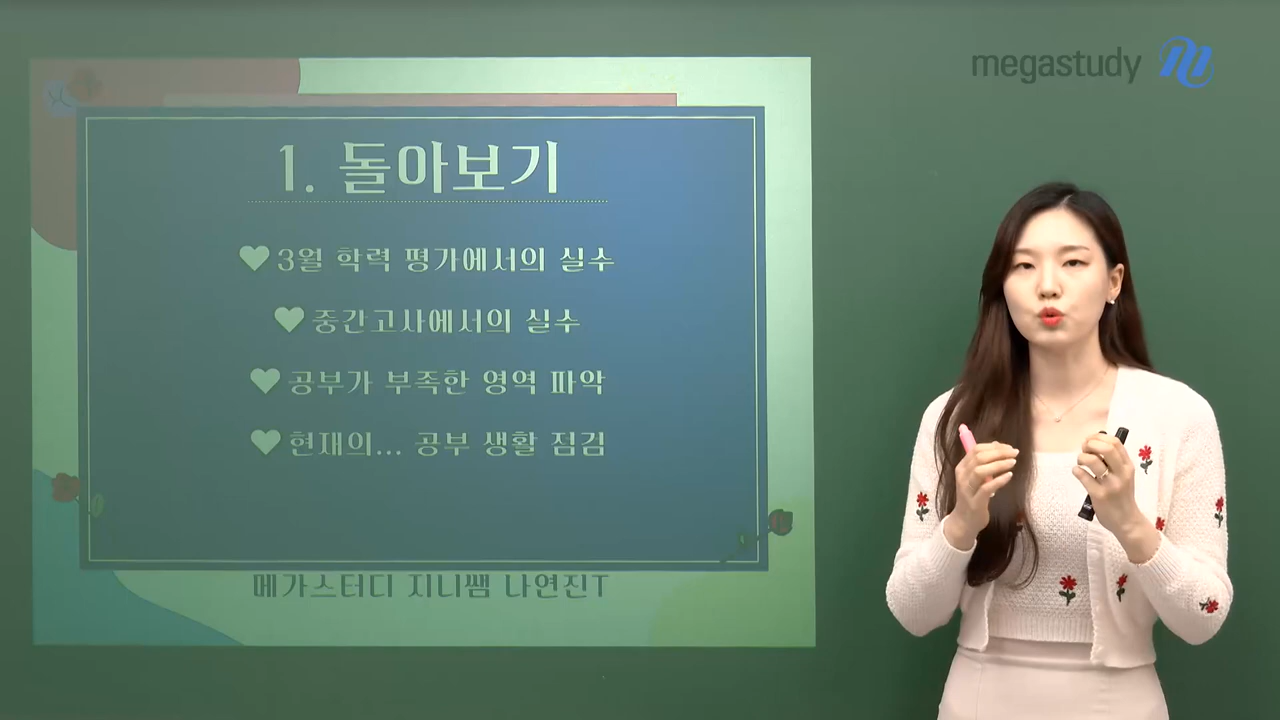 megastudy
1. 돌아보기
♥3월 학력 평가에서의 실수
♥중간고사에서의 실수
♥공부가 부족한 영역 파악
♥현재의... 공부 생활 점검
메가스터디 지니쌤 나연진T